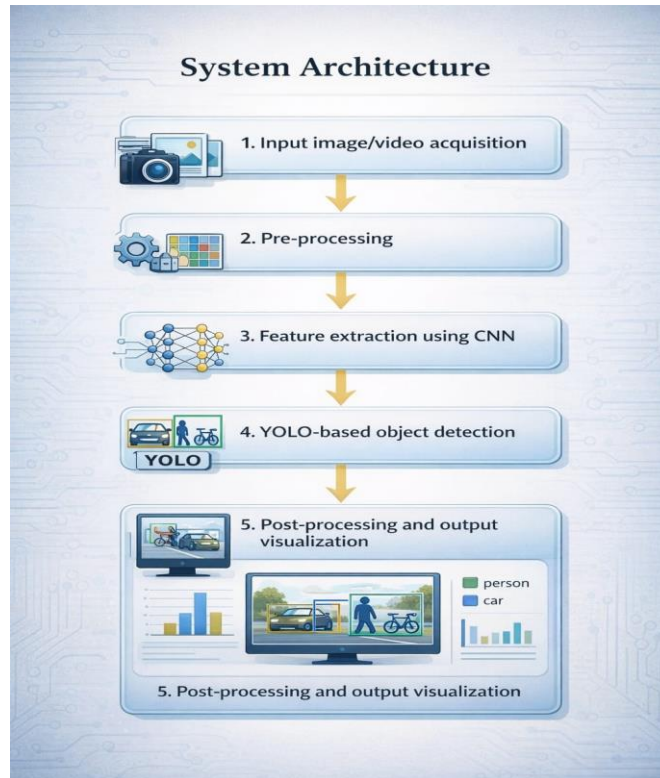 System Architecture
1. Input image/video acquisition
2. Pre-processing
3. Feature extraction using CNN
4. YOLO-based object detection
YOLO
5. Post-processing and output
visualization
person
car
5. Post-processing and output visualization